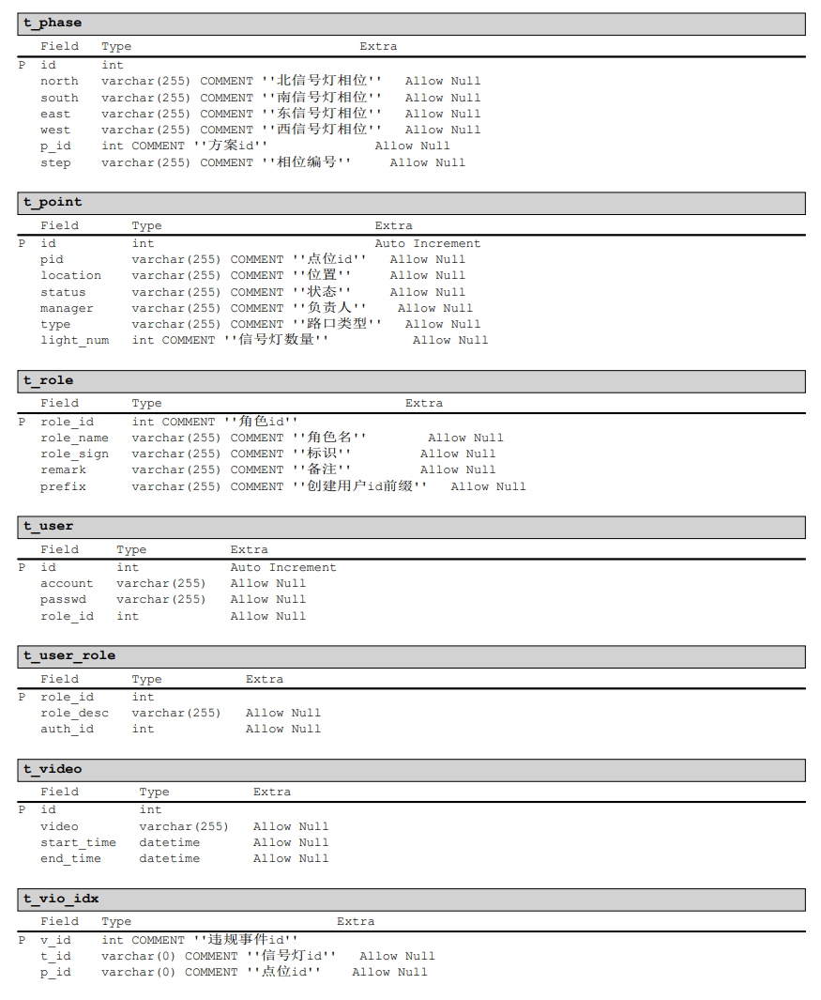 t_phase
Field Type Extra
P id int
north varchar(255) COMMENT ''北信号灯相位'' Allow Null
south varchar(255) COMMENT ''南信号灯相位'' Allow Null
east varchar(255) COMMENT ''东信号灯相位'' Allow Null
west varchar(255) COMMENT ''西信号灯相位'' Allow Null
p_id int COMMENT ''方案id'' Allow Null
step varchar(255) COMMENT ''相位编号'' Allow Null
t_point
Field Type Extra
P id int Auto Increment
pid varchar(255) COMMENT ''点位id'' Allow Null
location varchar(255) COMMENT ''位置'' Allow Null
status varchar(255) COMMENT ''状态'' Allow Null
manager varchar(255) COMMENT ''负责人'' Allow Null
type varchar(255) COMMENT ''路口类型'' Allow Null
light_num int COMMENT ''信号灯数量'' Allow Null
t_role
Field Type Extra
P role_id int COMMENT ''角色id''
role_name varchar(255) COMMENT ''角色名'' Allow Null
role_sign varchar(255) COMMENT ''标识'' Allow Null
remark varchar(255) COMMENT ''备注'' Allow Null
prefix varchar(255) COMMENT ''创建用户id前缀'' Allow Null
t_user
Field Type Extra
P id int Auto Increment
account varchar(255) Allow Null
passwd varchar(255) Allow Null
role_id int Allow Null
t_user_role
Field Type Extra
P role_id int
role_desc varchar(255) Allow Null
auth_id int Allow Null
t_video
Field Type Extra
P id int
video varchar(255) Allow Null
start_time datetime Allow Null
end_time datetime Allow Null
t_vio_idx
Field Type Extra
P v_id int COMMENT ''违规事件id''
t_id varchar(0) COMMENT ''信号灯id'' Allow Null
p_id varchar(0) COMMENT ''点位id'' Allow Null